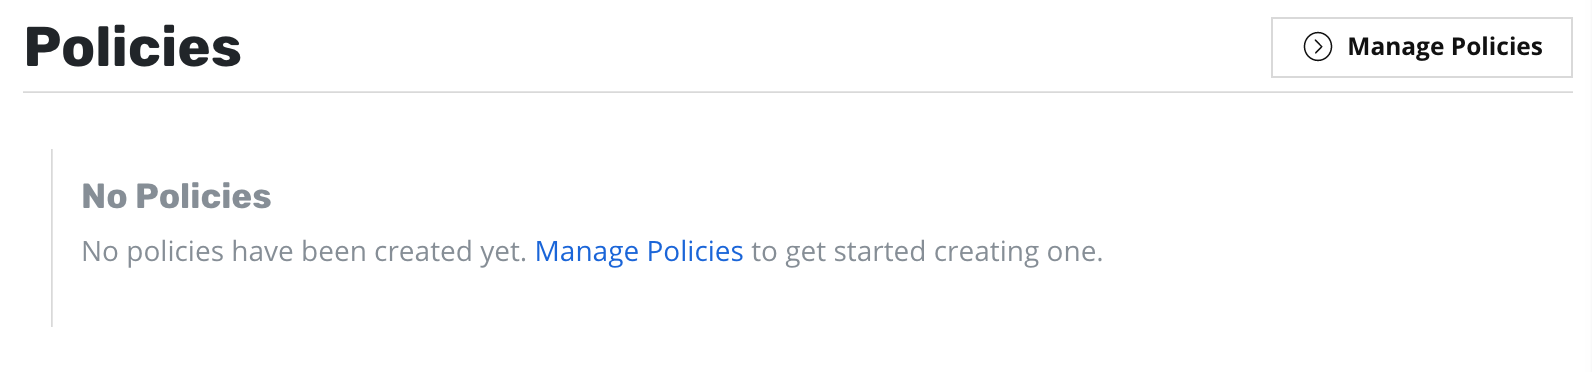 Policies
Manage Policies
No Policies
No policies have been created yet. Manage Policies to get started creating one.